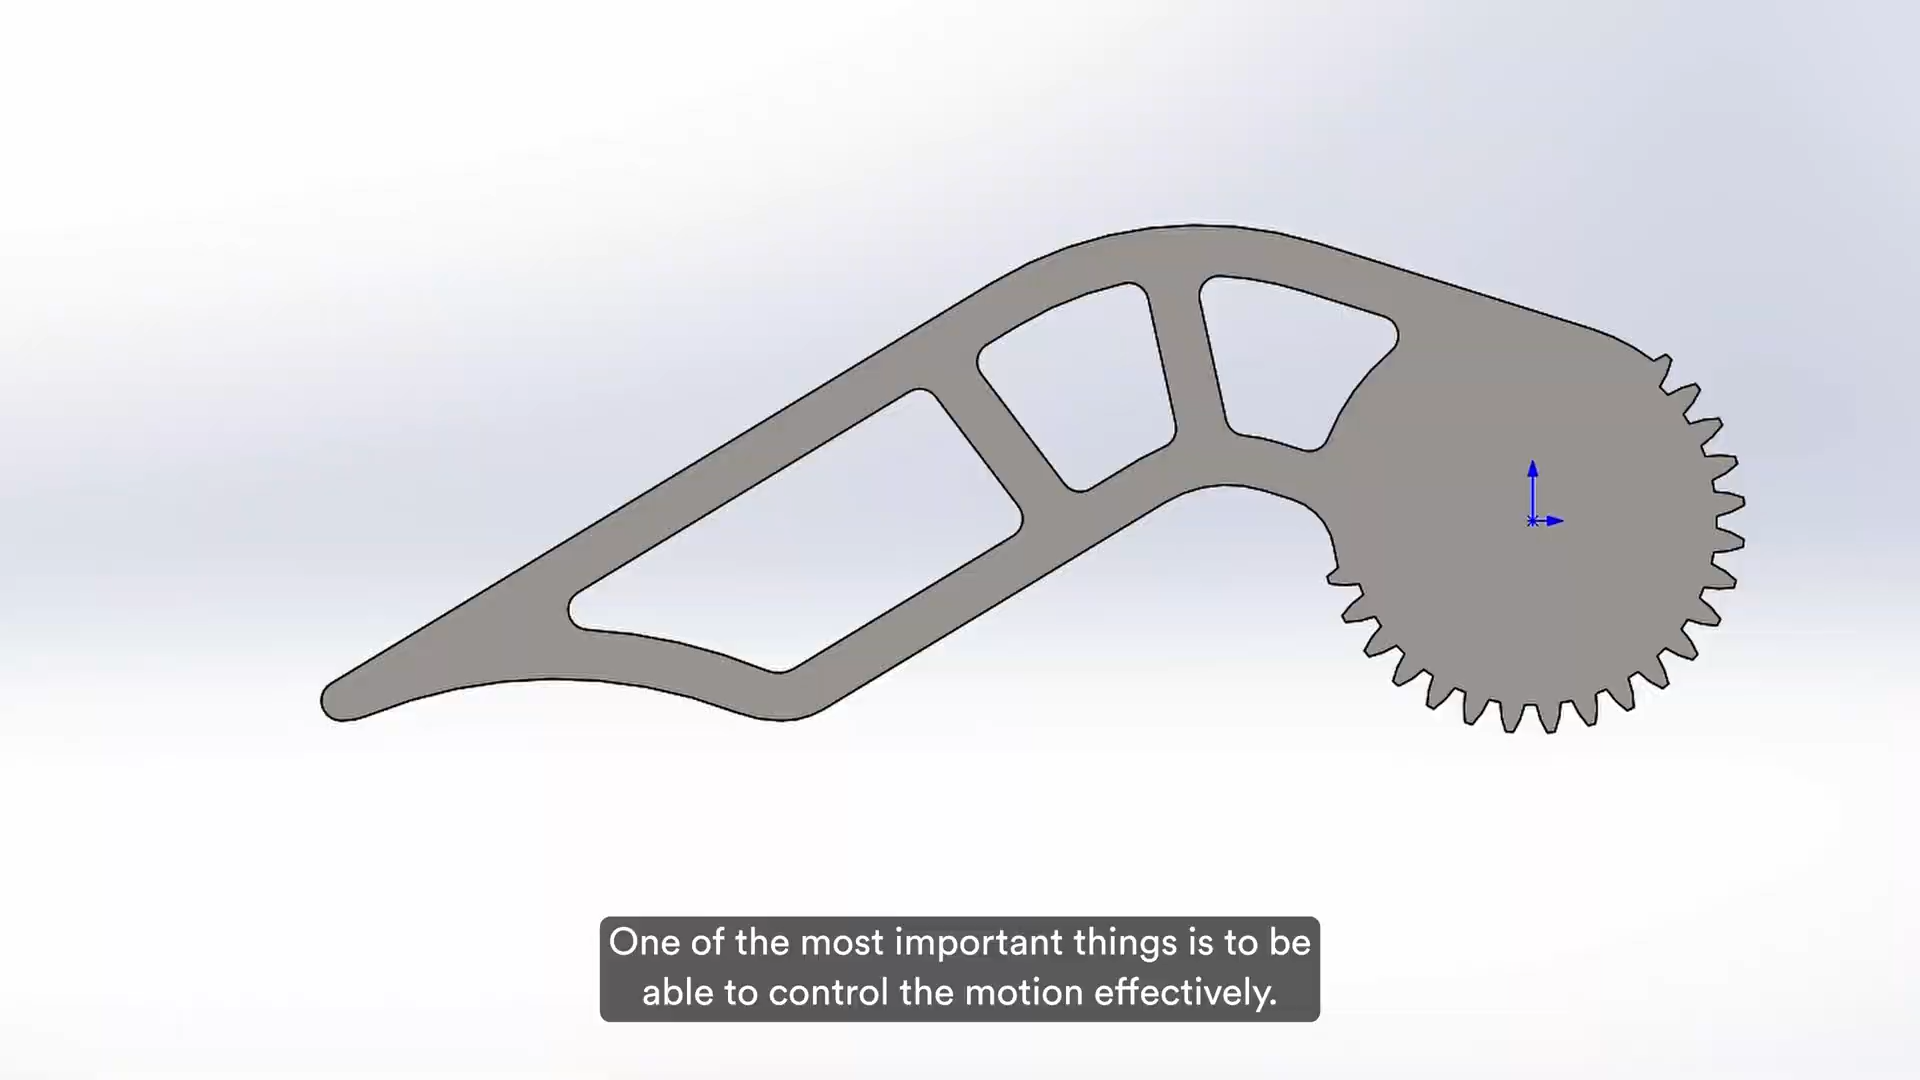 One of the most important things is to be
able to control the motion effectively.